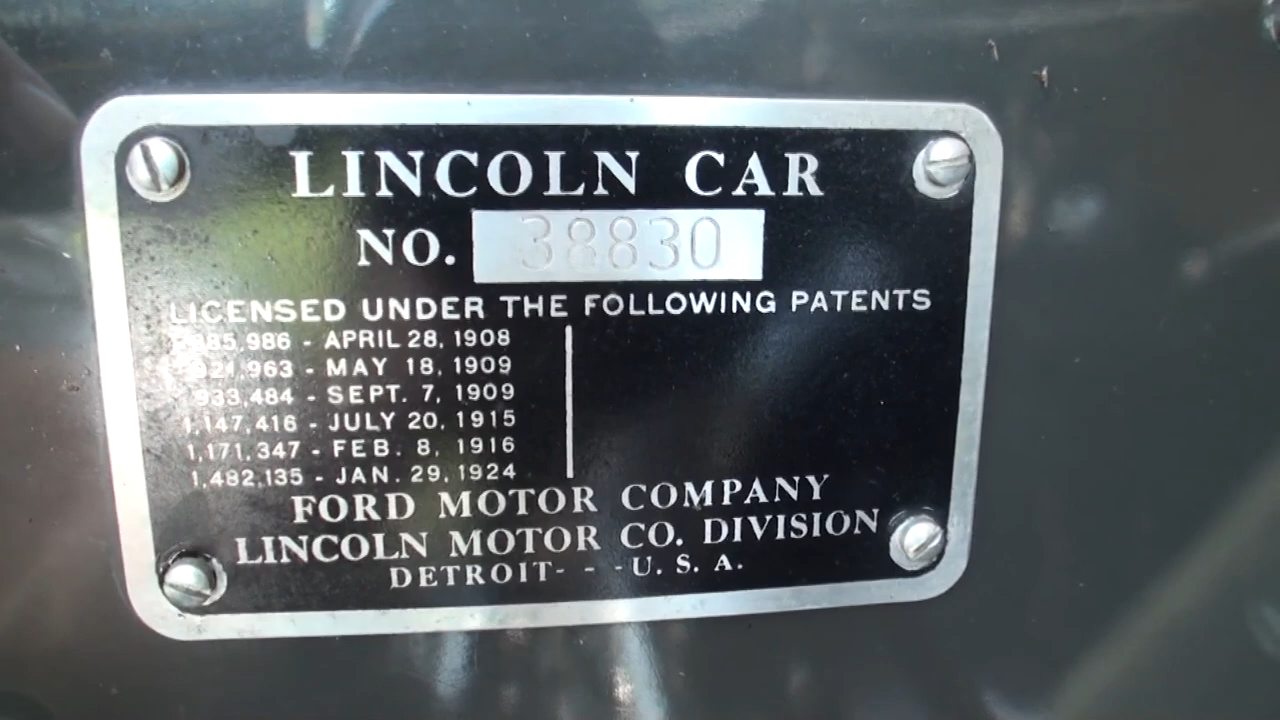 LINCOLN CAR
NO. 38830
LICENSED UNDER THE FOLLOWING PATENTS
- APRIL 28, 1908
- MAY 18, 1909
933,484 - SEPT. 7, 1909
1,147,416 - JULY 20, 1915
1,171,347 - FEB. 8, 1916
1,482,135 - JAN. 29, 1924
FORD MOTOR COMPANY
LINCOLN MOTOR CO. DIVISION
DETROIT- - -U. S. A.